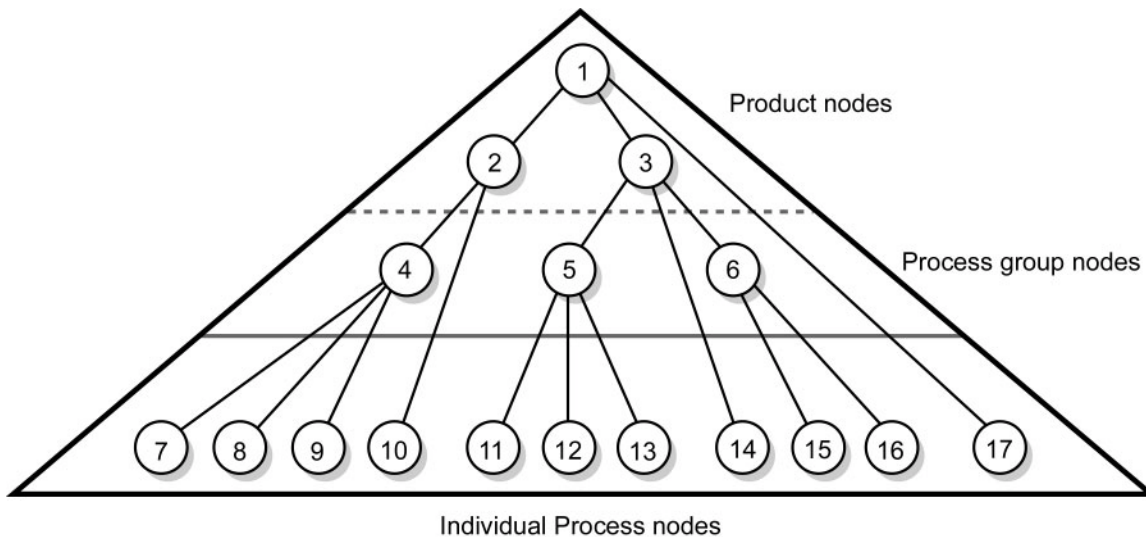 1
Product nodes
2 3
4 5 6
Process group nodes
7 8 9 10 11 12 13 14 15 16 17
Individual Process nodes